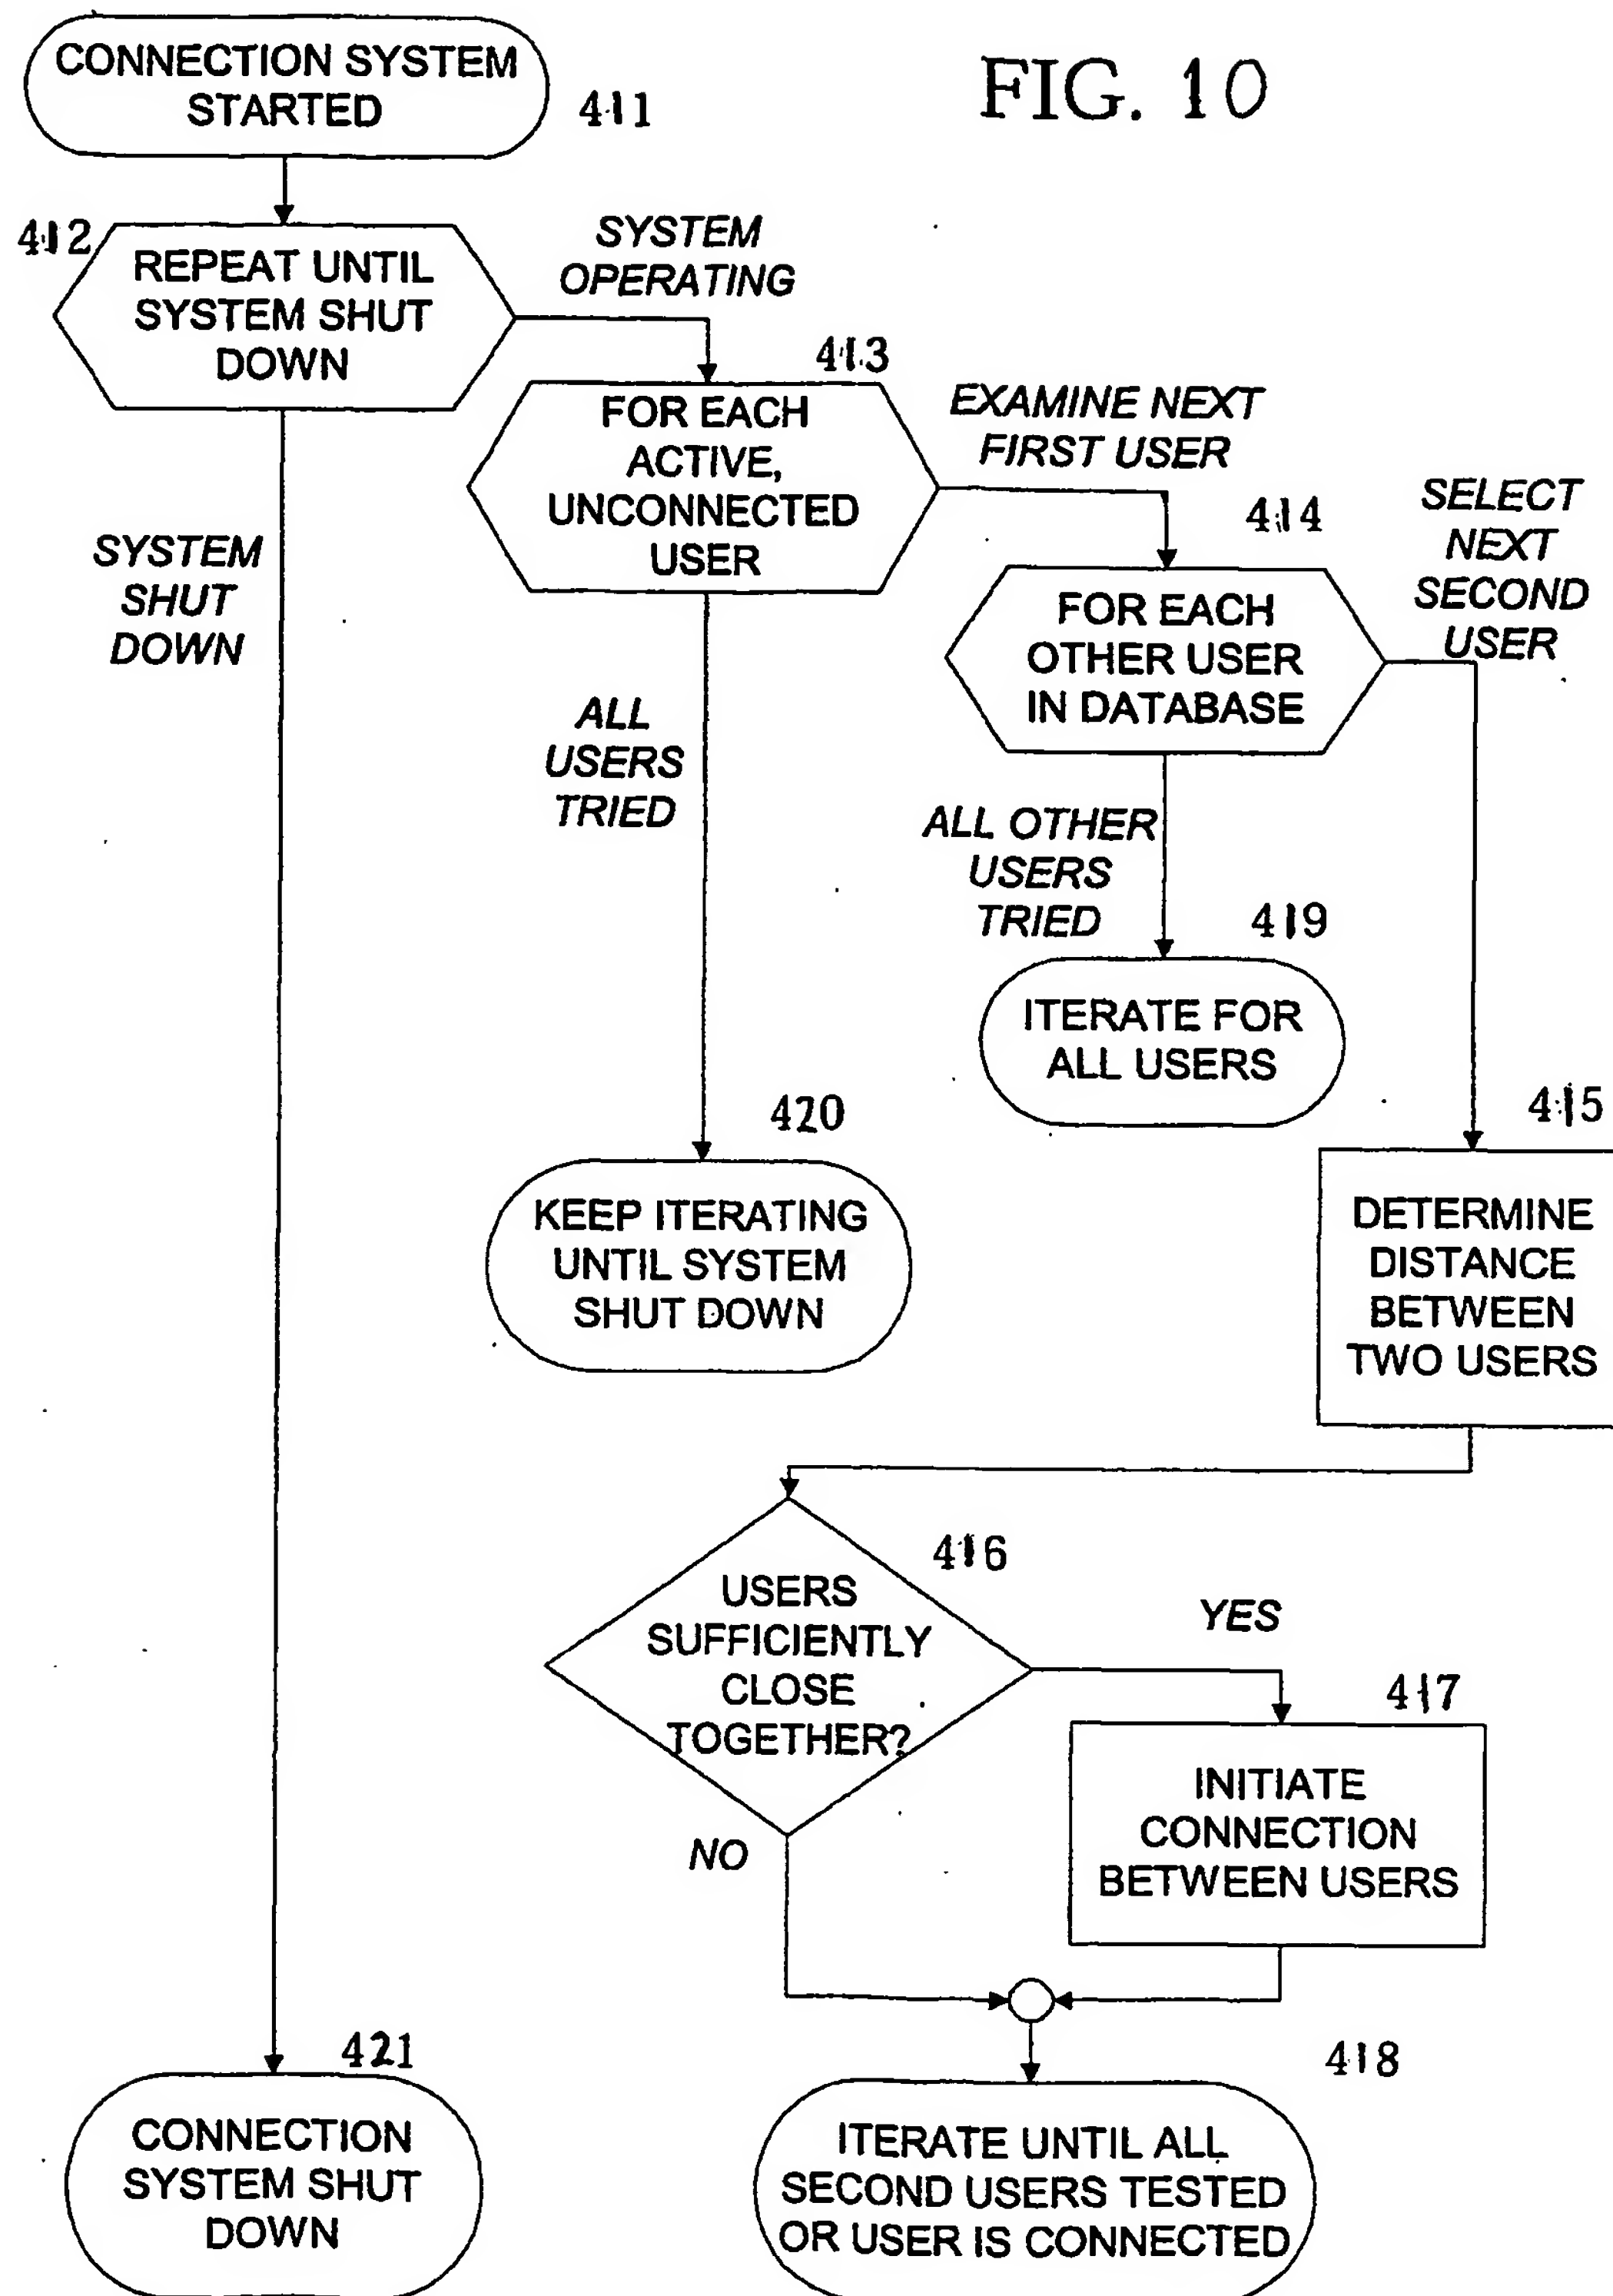 CONNECTION SYSTEM
STARTED
411
FIG. 10
412
REPEAT UNTIL
SYSTEM SHUT
DOWN
SYSTEM
OPERATING
413
FOR EACH
ACTIVE,
UNCONNECTED
USER
EXAMINE NEXT
FIRST USER
414
SELECT
NEXT
SECOND
USER
FOR EACH
OTHER USER
IN DATABASE
SYSTEM
SHUT
DOWN
ALL
USERS
TRIED
ALL OTHER
USERS
TRIED
419
ITERATE FOR
ALL USERS
420
KEEP ITERATING
UNTIL SYSTEM
SHUT DOWN
415
DETERMINE
DISTANCE
BETWEEN
TWO USERS
416
USERS
SUFFICIENTLY
CLOSE
TOGETHER?
YES
417
INITIATE
CONNECTION
BETWEEN USERS
NO
421
CONNECTION
SYSTEM SHUT
DOWN
418
ITERATE UNTIL ALL
SECOND USERS TESTED
OR USER IS CONNECTED